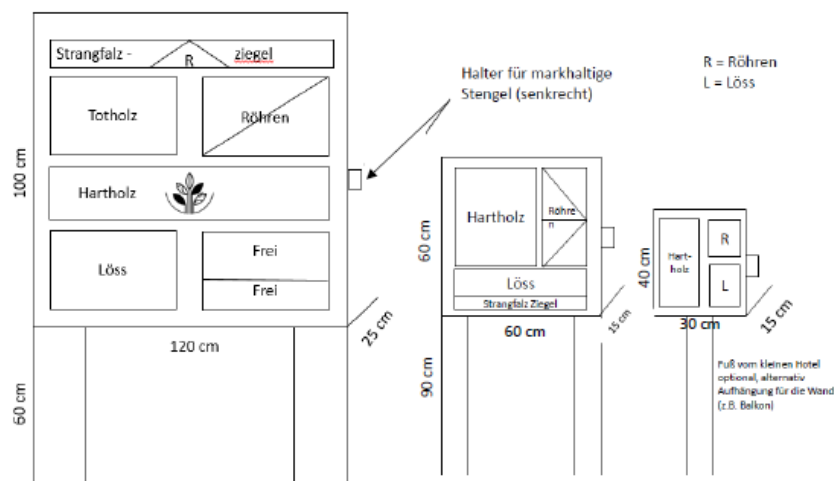 Strangfalz - ziegel
R
Totholz
Röhren
Hartholz
Löss
Frei
Frei
100 cm
60 cm
120 cm
25 cm
Halter für markhaltige
Stengel (senkrecht)
R = Röhren
L = Löss
Hartholz
Röhre
n
Löss
Strangfalz Ziegel
60 cm
90 cm
60 cm
15 cm
Hart-
holz
R
L
40 cm
30 cm
15 cm
Fuß vom kleinen Hotel
optional, alternativ
Aufhängung für die Wand
(z.B. Balkon)